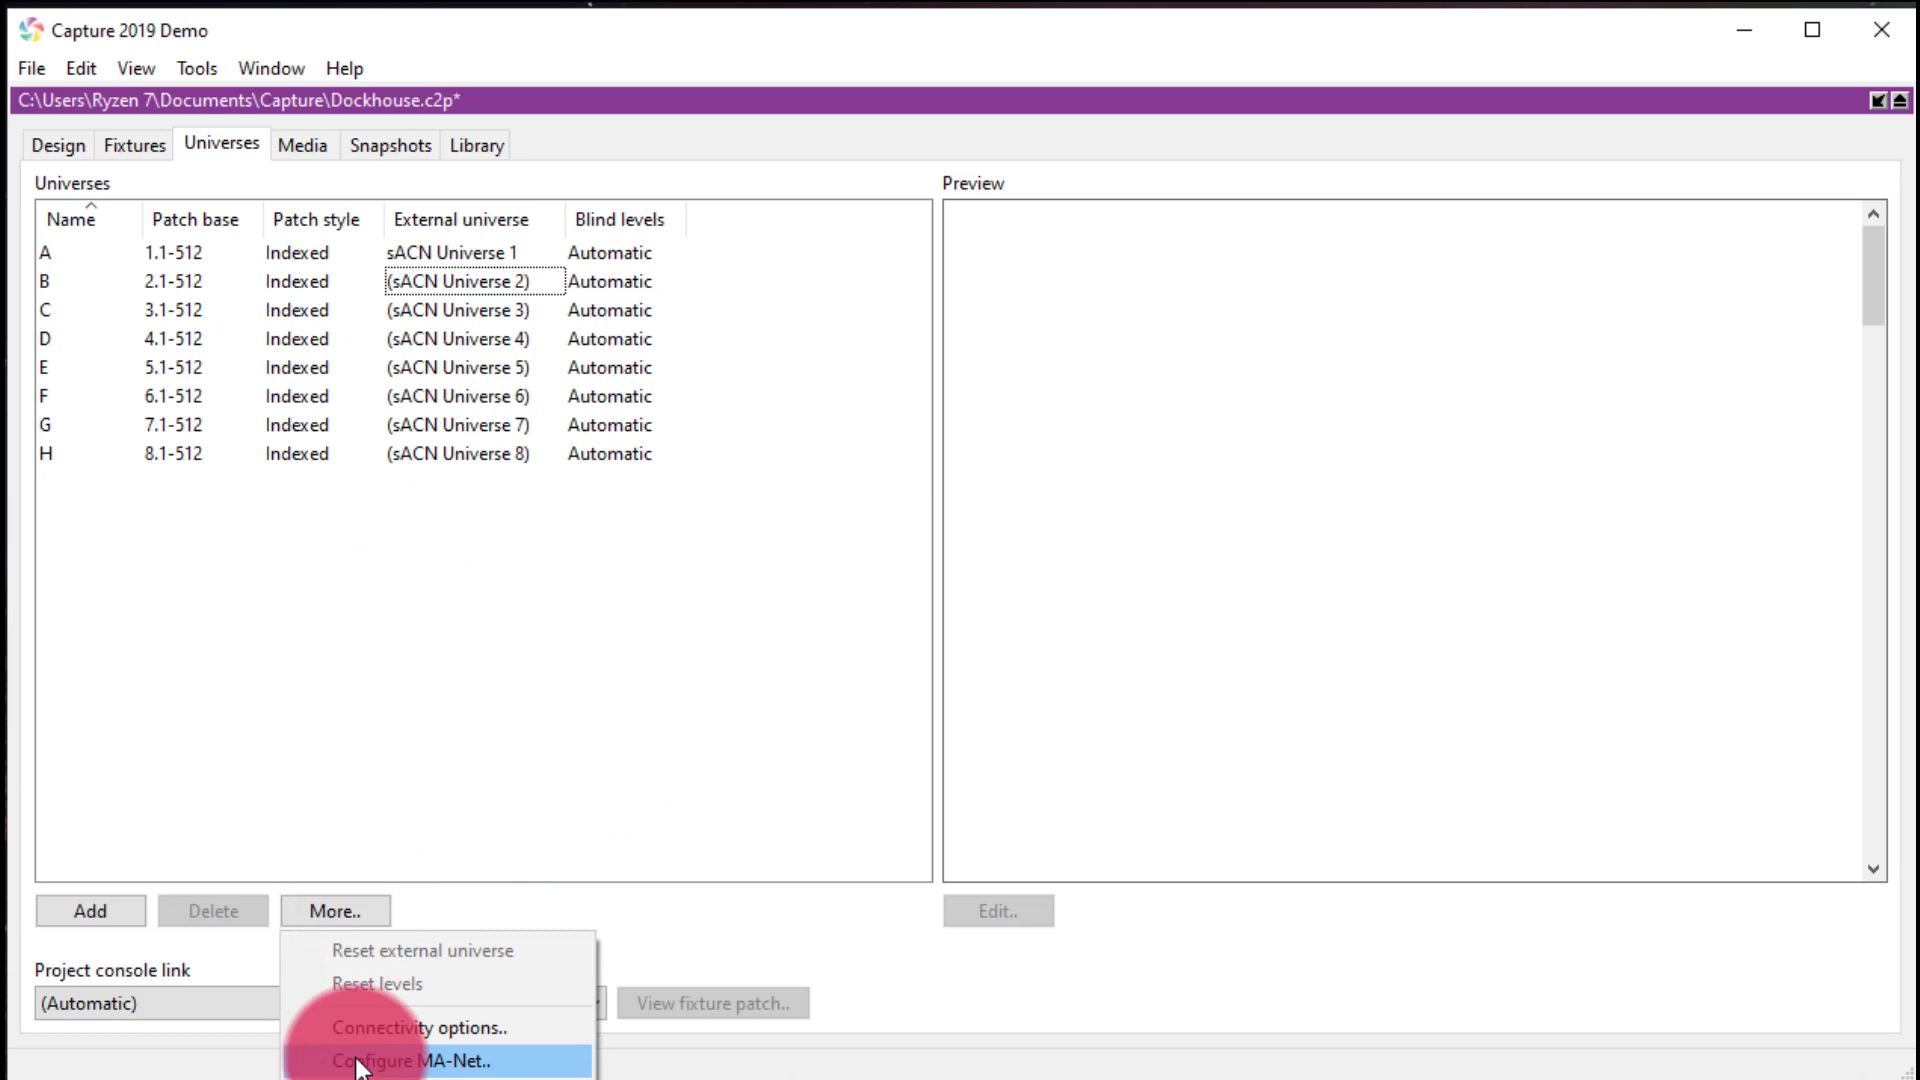 Capture 2019 Demo
File Edit View Tools Window Help
C:\Users\Ryzen 7\Documents\Capture\Dockhouse.c2p*
Design Fixtures Universes Media Snapshots Library
Universes Preview
Name Patch base Patch style External universe Blind levels
A 1.1-512 Indexed sACN Universe 1 Automatic
B 2.1-512 Indexed (sACN Universe 2) Automatic
C 3.1-512 Indexed (sACN Universe 3) Automatic
D 4.1-512 Indexed (sACN Universe 4) Automatic
E 5.1-512 Indexed (sACN Universe 5) Automatic
F 6.1-512 Indexed (sACN Universe 6) Automatic
G 7.1-512 Indexed (sACN Universe 7) Automatic
H 8.1-512 Indexed (sACN Universe 8) Automatic
Add Delete More.. Edit..
Reset external universe
Project console link
Reset levels
(Automatic) View fixture patch..
Connectivity options..
Configure MA-Net..